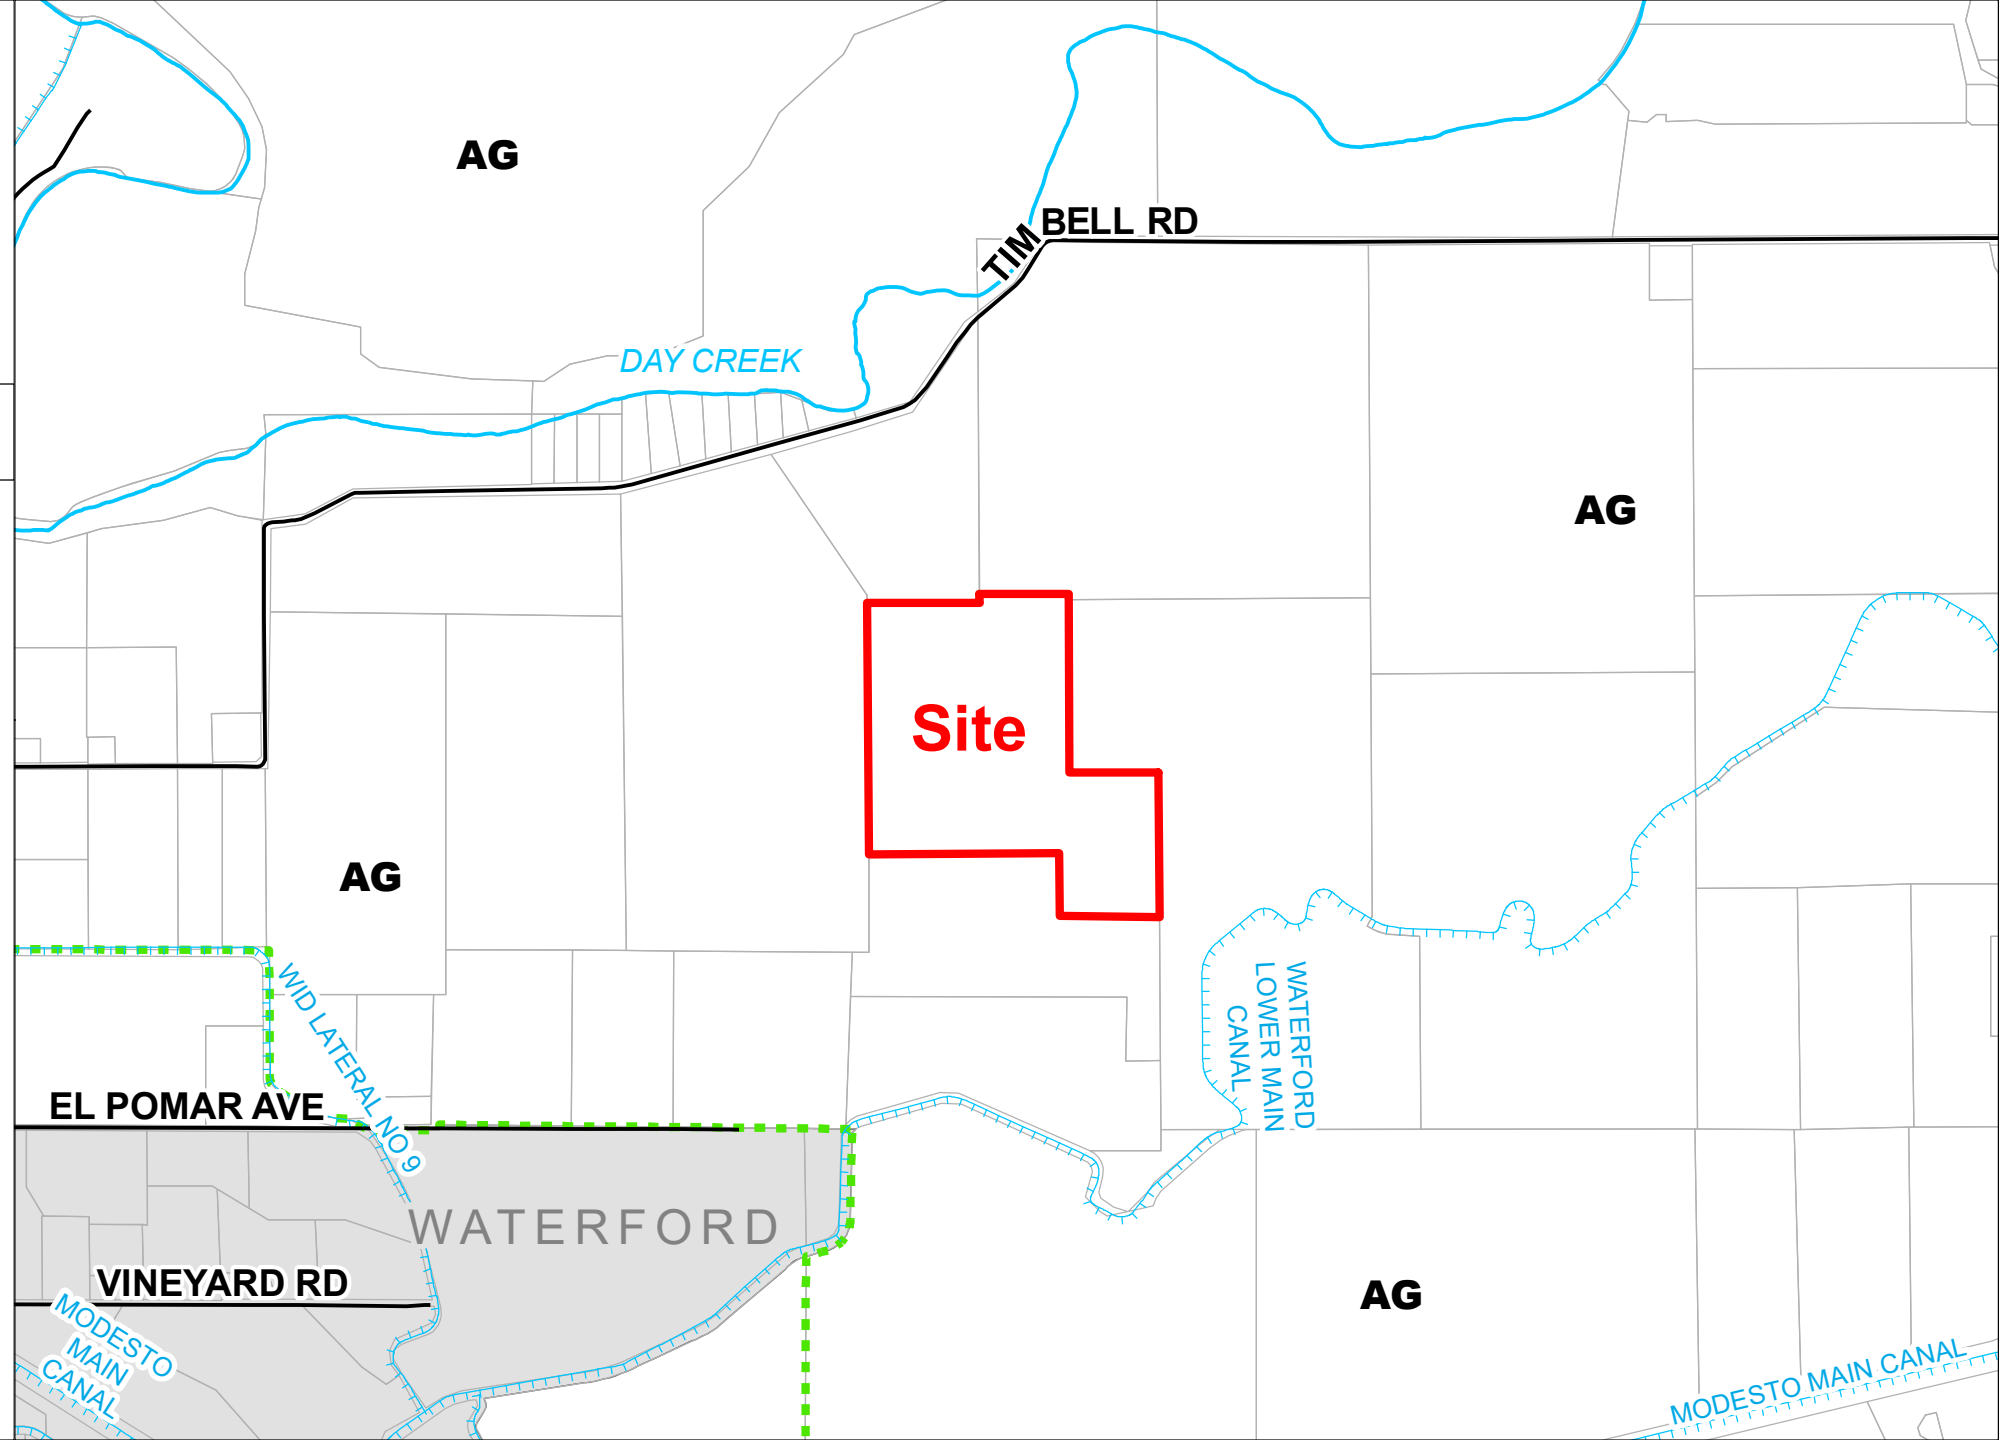 AG
TIM BELL RD
DAY CREEK
AG
Site
AG
WID LATERAL NO 9
WATERFORD
LOWER MAIN
CANAL
EL POMAR AVE
WATERFORD
VINEYARD RD
AG
MODESTO
MAIN
CANAL
MODESTO MAIN CANAL